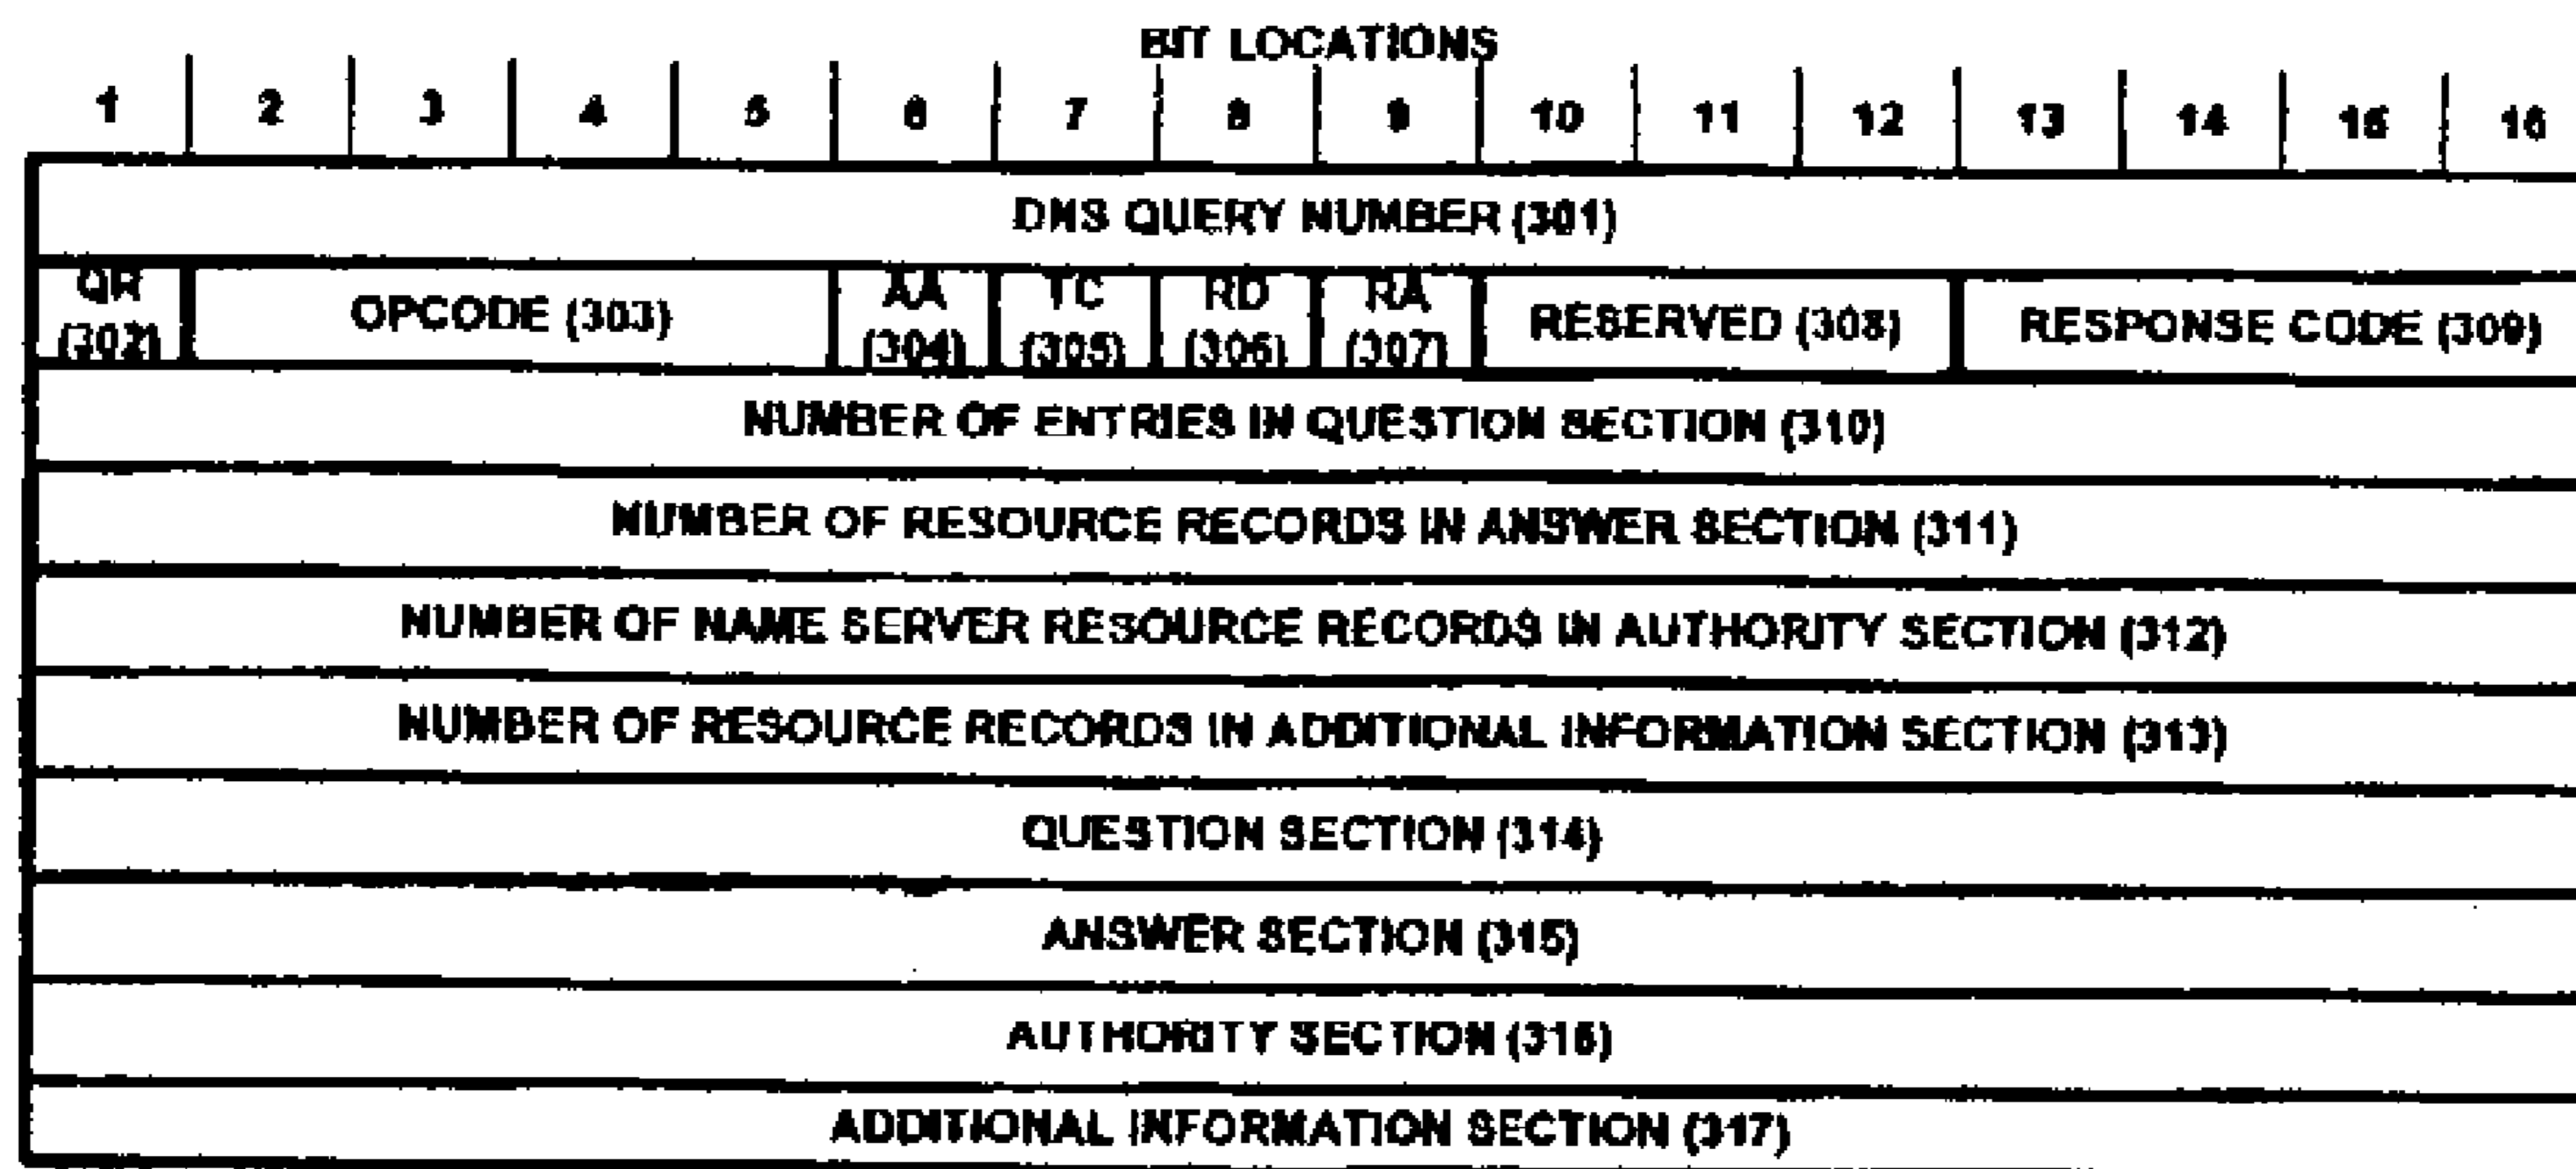 BIT LOCATIONS
1 2 3 4 5 6 7 8 9 10 11 12 13 14 15 16
DNS QUERY NUMBER (301)
QR (302) OPCODE (303) AA (304) TC (305) RD (306) RA (307) RESERVED (308) RESPONSE CODE (309)
NUMBER OF ENTRIES IN QUESTION SECTION (310)
NUMBER OF RESOURCE RECORDS IN ANSWER SECTION (311)
NUMBER OF NAME SERVER RESOURCE RECORDS IN AUTHORITY SECTION (312)
NUMBER OF RESOURCE RECORDS IN ADDITIONAL INFORMATION SECTION (313)
QUESTION SECTION (314)
ANSWER SECTION (315)
AUTHORITY SECTION (316)
ADDITIONAL INFORMATION SECTION (317)